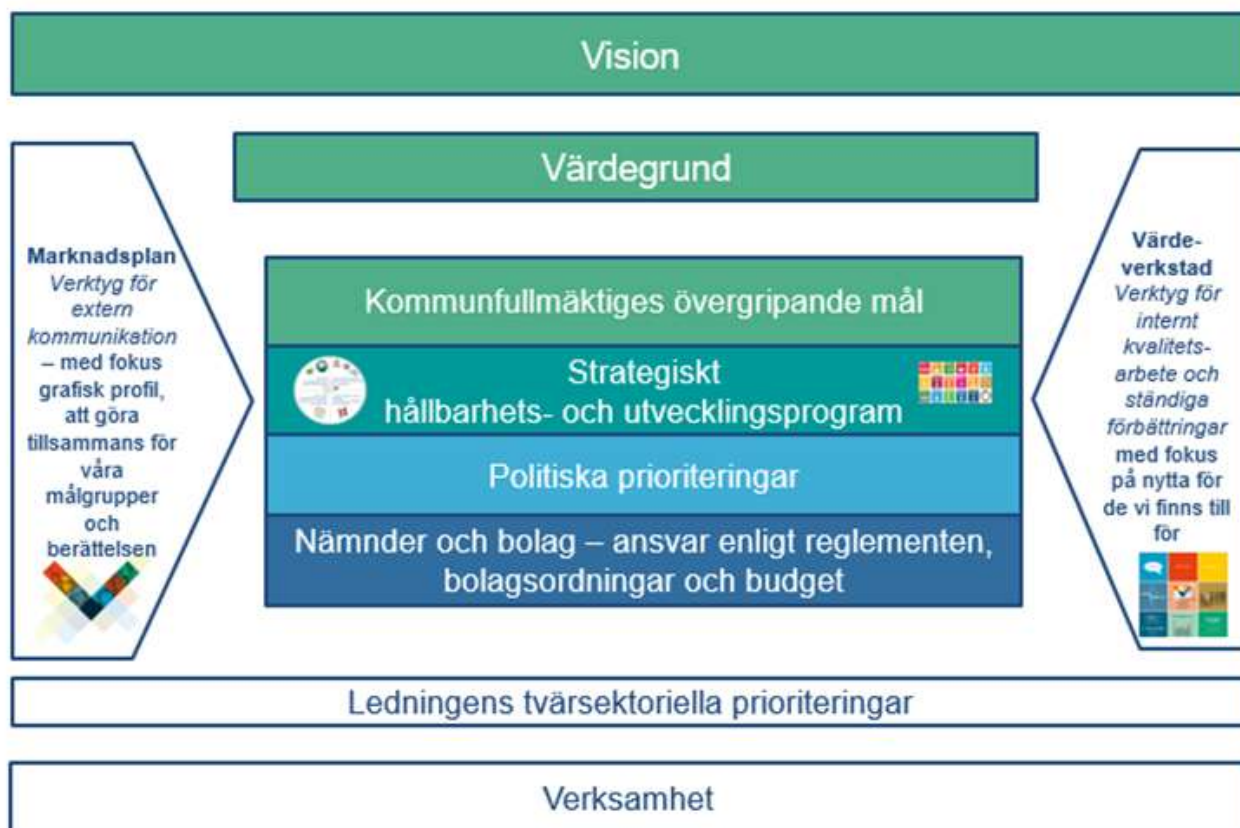 Vision
Värdegrund
Marknadsplan
Verktyg för
extern
kommunikation
– med fokus
grafisk profil,
att göra
tillsammans för
våra
målgrupper
och
berättelsen
Kommunfullmäktiges övergripande mål
Strategiskt
hållbarhets- och utvecklingsprogram
Politiska prioriteringar
Nämnder och bolag – ansvar enligt reglementen,
bolagsordningar och budget
Värde-
verkstad
Verktyg för
internt
kvalitets-
arbete och
ständiga
förbättringar
med fokus
på nytta för
de vi finns till
för
Ledningens tvärsektoriella prioriteringar
Verksamhet